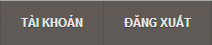 TÀI KHOẢN ĐĂNG XUẤT